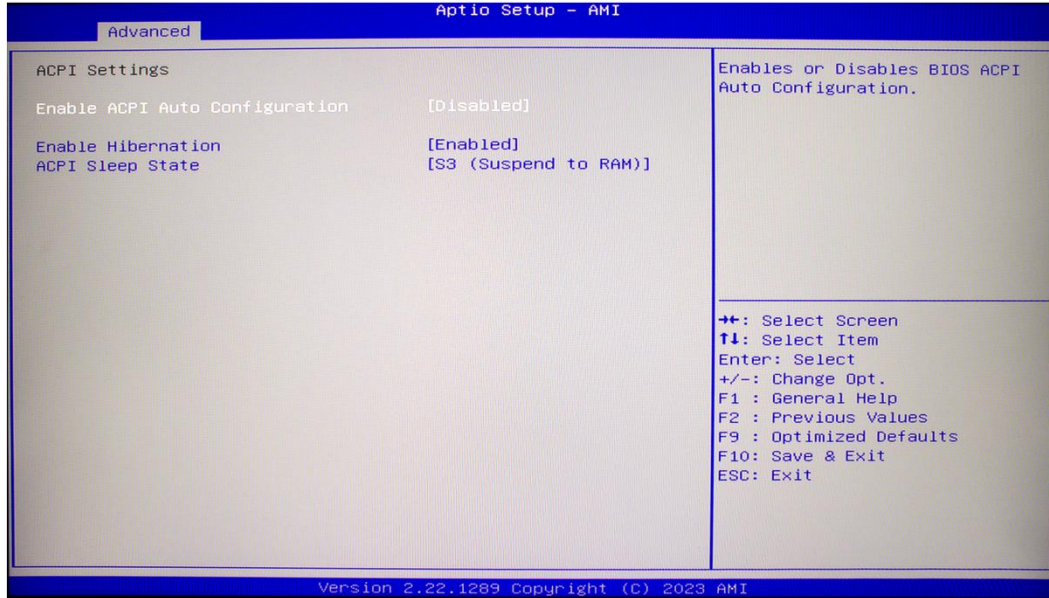 Aptio Setup – AMI
Advanced
ACPI Settings
Enable ACPI Auto Configuration [Disabled]
Enable Hibernation [Enabled]
ACPI Sleep State [S3 (Suspend to RAM)]
Enables or Disables BIOS ACPI
Auto Configuration.
→←: Select Screen
↑↓: Select Item
Enter: Select
+/-: Change Opt.
F1 : General Help
F2 : Previous Values
F9 : Optimized Defaults
F10: Save & Exit
ESC: Exit
Version 2.22.1289 Copyright (C) 2023 AMI